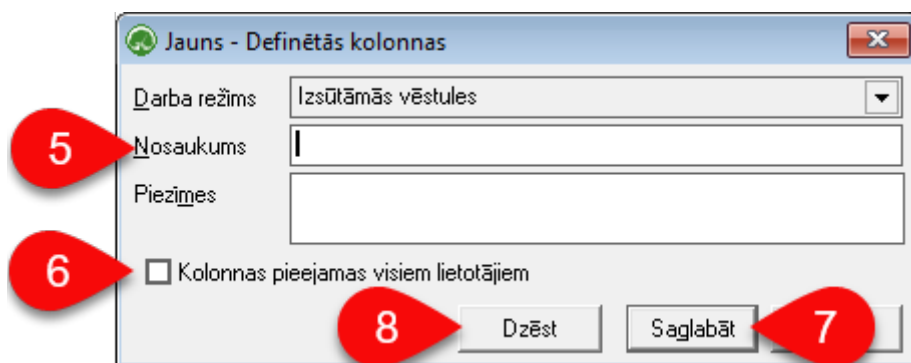 Jauns - Definētās kolonnas
Darba režīms
Izsūtāmās vēstules
5
Nosaukums
Piezīmes
6
Kolonnas pieejamas visiem lietotājiem
8
Dzēst
Saglabāt
7